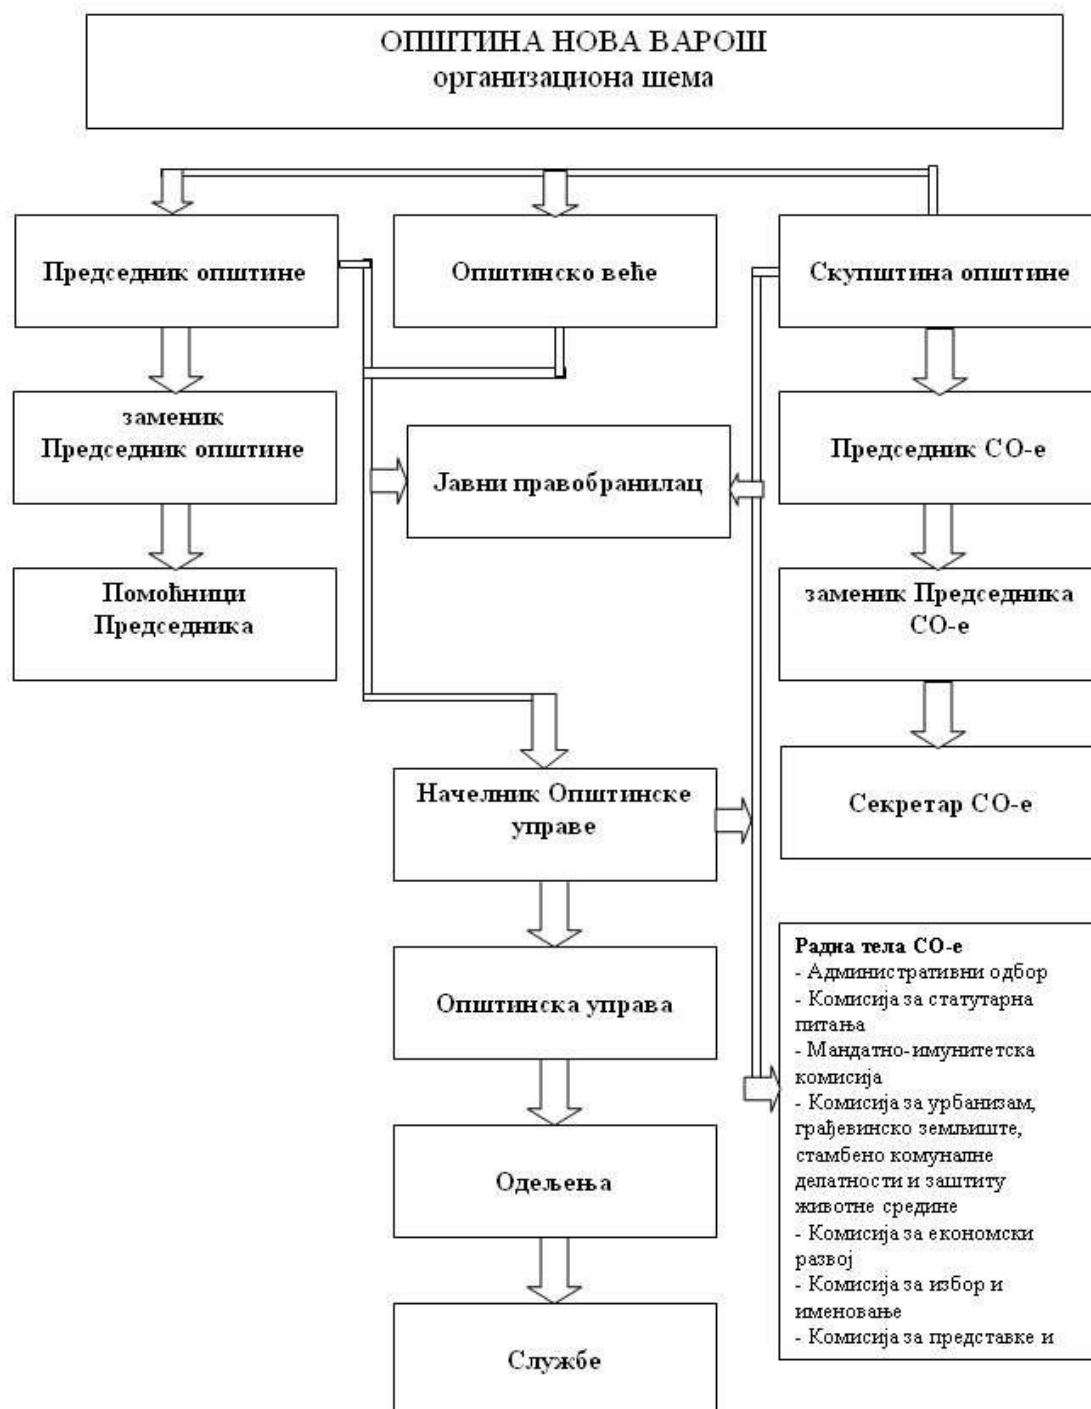 ОПШТИНА НОВА ВАРОШ
организациона шема
Председник општине
Општинско веће
Скупштина општине
заменик
Председник општине
Председник СО-е
Јавни правобранилац
Помоћници
Председника
заменик Председника
СО-е
Начелник Општинске
управе
Секретар СО-е
Општинска управа
Радна тела СО-е
- Административни одбор
- Комисија за статутарна
питања
- Мандатно-имунитетска
комисија
- Комисија за урбанизам,
грађевинско земљиште,
стамбено комуналне
делатности и заштиту
животне средине
- Комисија за економски
развој
- Комисија за избор и
именовање
- Комисија за представке и
Одељења
Службе